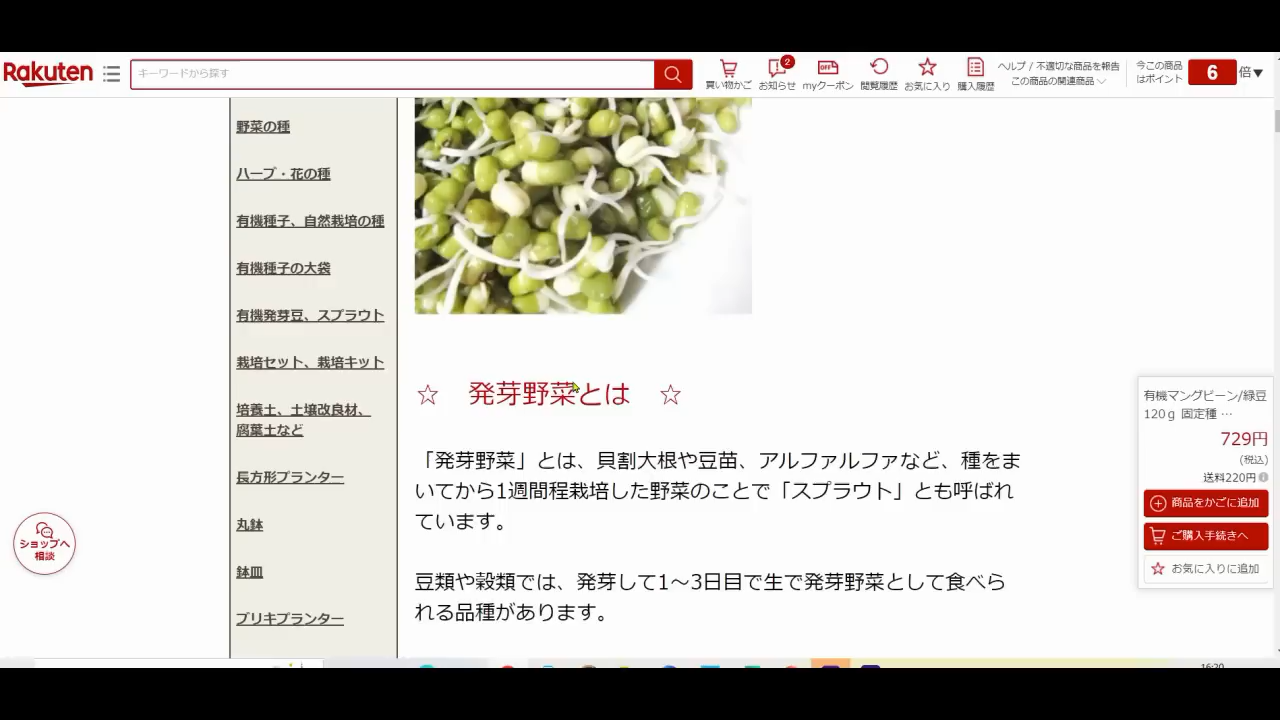 Rakuten
キーワードから探す
買い物かご
2
お知らせ
OFF
myクーポン
閲覧履歴
お気に入り
購入履歴
ヘルプ / 不適切な商品を報告
この商品の関連商品
今この商品
はポイント
6
倍▼
野菜の種
ハーブ・花の種
有機種子、自然栽培の種
有機種子の大袋
有機発芽豆、スプラウト
栽培セット、栽培キット
培養土、土壌改良材、
腐葉土など
長方形プランター
丸鉢
鉢皿
ブリキプランター
☆ 発芽野菜とは ☆
「発芽野菜」とは、貝割大根や豆苗、アルファルファなど、種をま
いてから1週間程栽培した野菜のことで「スプラウト」とも呼ばれ
ています。
豆類や穀類では、発芽して1～3日目で生で発芽野菜として食べら
れる品種があります。
ショップへ
相談
有機マングビーン/緑豆
120ｇ 固定種 …
729円
(税込)
送料220円
商品をかごに追加
ご購入手続きへ
お気に入りに追加
16:20